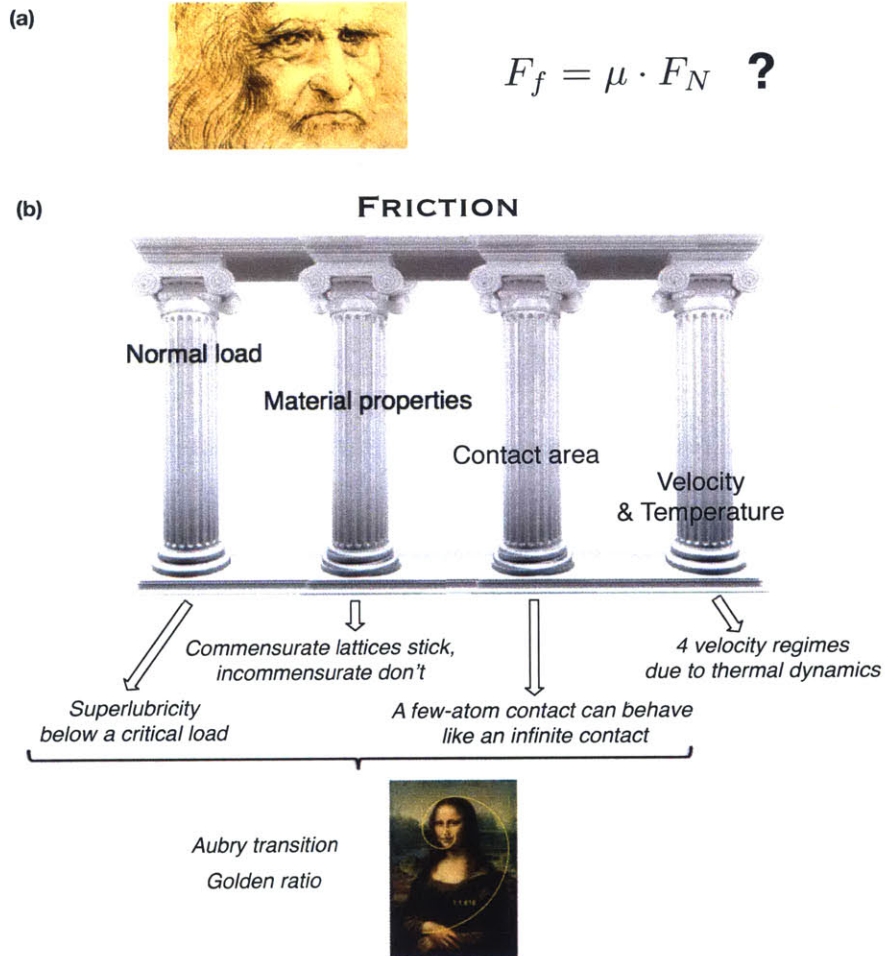 (a)
F_f = μ · F_N ?
(b)
FRICTION
Normal load
Material properties
Contact area
Velocity
& Temperature
Commensurate lattices stick,
incommensurate don't
4 velocity regimes
due to thermal dynamics
Superlubricity
below a critical load
A few-atom contact can behave
like an infinite contact
Aubry transition
Golden ratio